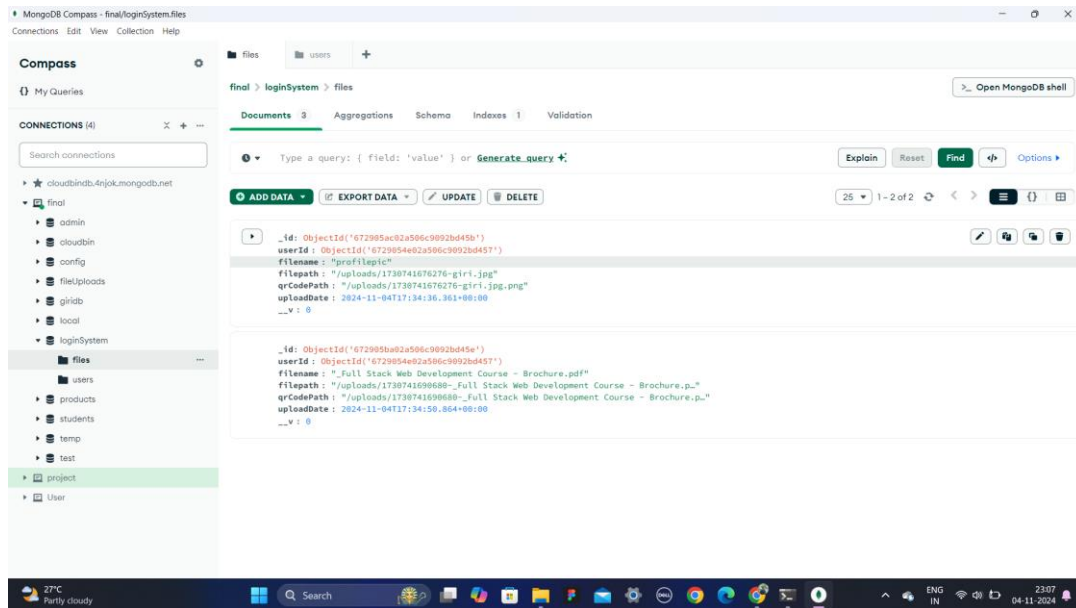 MongoDB Compass - final/loginSystem.files
Connections Edit View Collection Help
Compass
{} My Queries
CONNECTIONS (4)
Search connections
cloudbindb.4njok.mongodb.net
final
admin
cloudbin
config
fileUploads
giridb
local
loginSystem
files
users
products
students
temp
test
project
User
files users +
final > loginSystem > files
>_ Open MongoDB shell
Documents 3 Aggregations Schema Indexes 1 Validation
Type a query: { field: 'value' } or Generate query
Explain Reset Find </> Options
ADD DATA EXPORT DATA UPDATE DELETE
25 1 – 2 of 2 {}
_id: ObjectId('672905ac02a506c9092bd45b')
userId : ObjectId('6729054e02a506c9092bd457')
filename : "profilepic"
filepath : "/uploads/1730741676276-giri.jpg"
qrCodePath : "/uploads/1730741676276-giri.jpg.png"
uploadDate : 2024-11-04T17:34:36.361+00:00
__v : 0
_id: ObjectId('672905ba02a506c9092bd45e')
userId : ObjectId('6729054e02a506c9092bd457')
filename : "_Full Stack Web Development Course - Brochure.pdf"
filepath : "/uploads/1730741690680-_Full Stack Web Development Course - Brochure.p…"
qrCodePath : "/uploads/1730741690680-_Full Stack Web Development Course - Brochure.p…"
uploadDate : 2024-11-04T17:34:50.864+00:00
__v : 0
27°C
Partly cloudy
Search
DELL
ENG
IN
23:07
04-11-2024